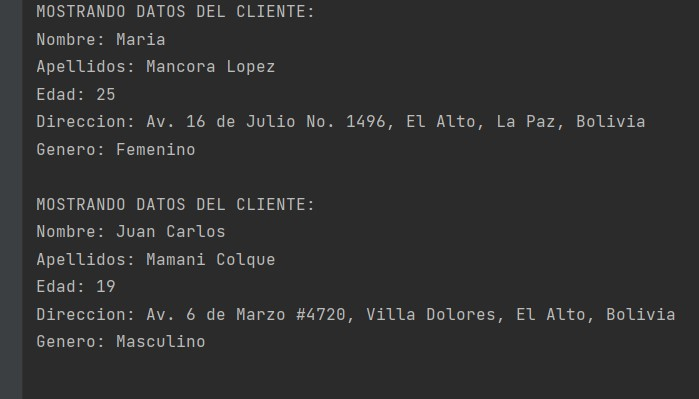 MOSTRANDO DATOS DEL CLIENTE:
Nombre: Maria
Apellidos: Mancora Lopez
Edad: 25
Direccion: Av. 16 de Julio No. 1496, El Alto, La Paz, Bolivia
Genero: Femenino
MOSTRANDO DATOS DEL CLIENTE:
Nombre: Juan Carlos
Apellidos: Mamani Colque
Edad: 19
Direccion: Av. 6 de Marzo #4720, Villa Dolores, El Alto, Bolivia
Genero: Masculino